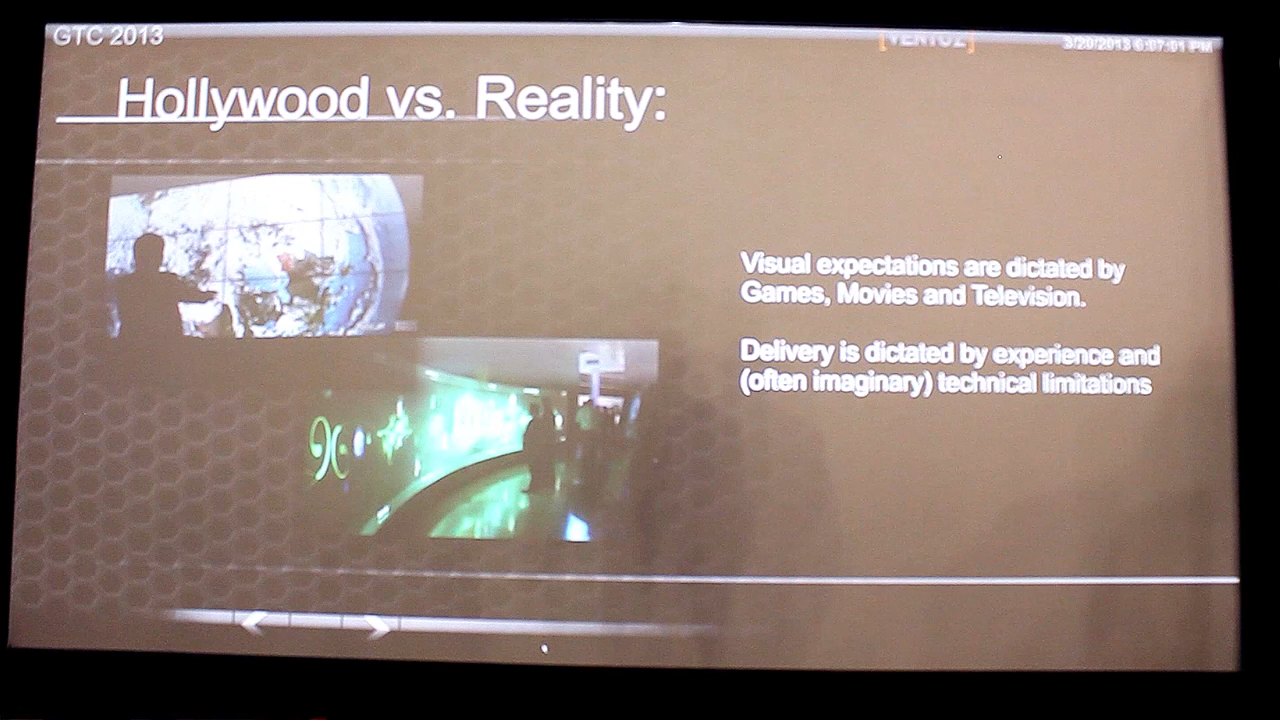 GTC 2013
[VENTUZ]
3/20/2013 6:07:01 PM
Hollywood vs. Reality:
Visual expectations are dictated by
Games, Movies and Television.
Delivery is dictated by experience and
(often imaginary) technical limitations